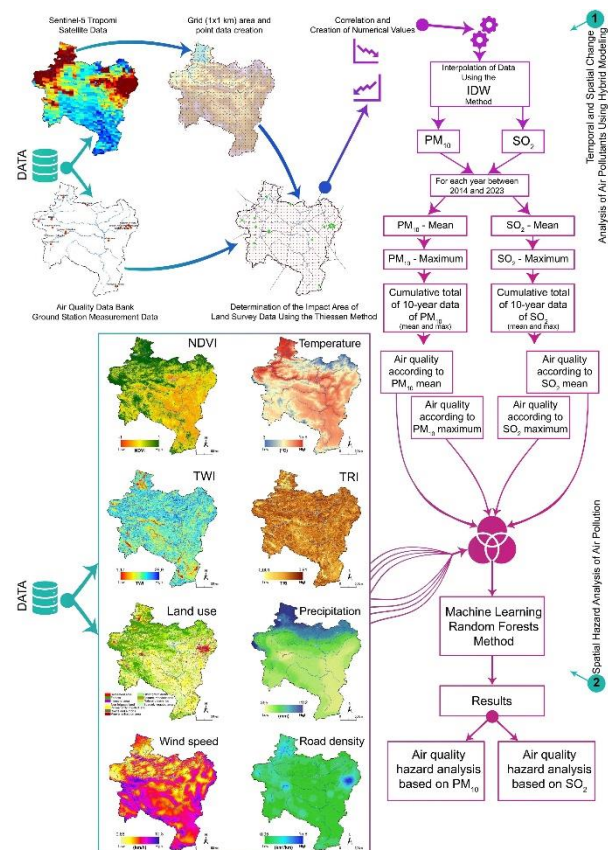 Sentinel-5 Tropomi
Satellite Data
Grid (1x1 km) area and
point data creation
Correlation and
Creation of Numerical Values
1
Temporal and Spatial Change
Analysis of Air Pollutants Using Hybrid Modeling
DATA
Air Quality Data Bank
Ground Station Measurement Data
Determination of the Impact Area of
Land Survey Data Using the Thiessen Method
Interpolation of Data
Using the
IDW
Method
PM₁₀
SO₂
For each year between
2014 and 2023
PM₁₀ - Mean
SO₂ - Mean
PM₁₀ - Maximum
SO₂ - Maximum
Cumulative total
of 10-year data
of PM₁₀
(mean and max)
Cumulative total
of 10-year data
of SO₂
(mean and max)
Air quality
according to
PM₁₀ mean
Air quality
according to
SO₂ mean
Air quality
according to
PM₁₀ maximum
Air quality
according to
SO₂ maximum
DATA
NDVI
Temperature
NDVI
(°C)
TWI
TRI
TWI
TRI
Land use
Precipitation
(mm)
Wind speed
Road density
(km/h)
(km/km)
Machine Learning
Random Forests
Method
Results
Air quality
hazard analysis
based on PM₁₀
Air quality
hazard analysis
based on SO₂
Spatial Hazard Analysis of Air Pollution
2